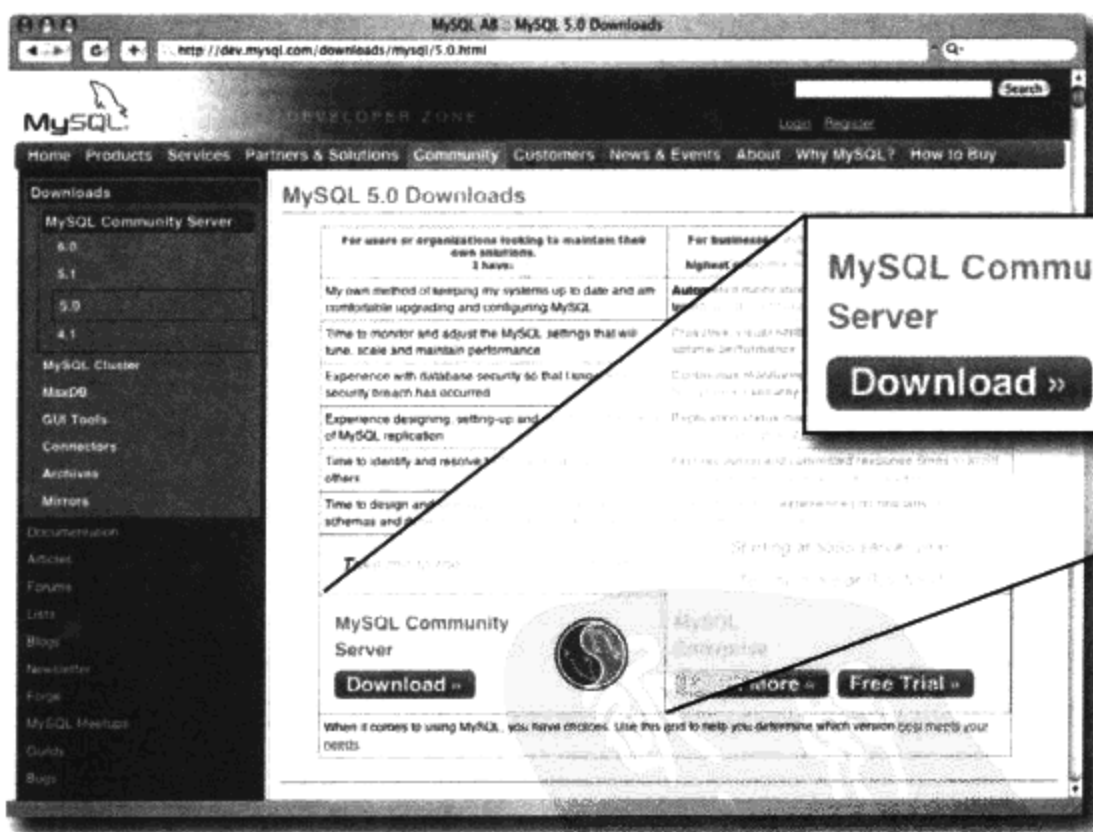 MySQL AB :: MySQL 5.0 Downloads
http://dev.mysql.com/downloads/mysql/5.0.html
Q-
MySQL.
DEVELOPER ZONE
Search
Login Register
Home Products Services Partners & Solutions Community Customers News & Events About Why MySQL? How to Buy
Downloads
MySQL Community Server
6.0
5.1
5.0
4.1
MySQL Cluster
MaxDB
GUI Tools
Connectors
Archives
Mirrors
Documentation
Articles
Forums
Lists
Blogs
Newsletter
Forge
MySQL Meetups
Guilds
Bugs
MySQL 5.0 Downloads
For users or organizations looking to maintain their
own solutions.
I have:
For business
highest
My own method of keeping my systems up to date and am
comfortable upgrading and configuring MySQL
Time to monitor and adjust the MySQL settings that will
tune, scale and maintain performance
Experience with database security so that I
security breach has occurred
Experience designing, setting-up and
of MySQL replication
Time to identify and resolve
others
Time to design and
schemas and
MySQL Commu
Server
Download »
MySQL Community
Server
Download »
MySQL
Enterprise
More »
Free Trial »
When it comes to using MySQL, you have choices. Use this grid to help you determine which version best meets your
needs